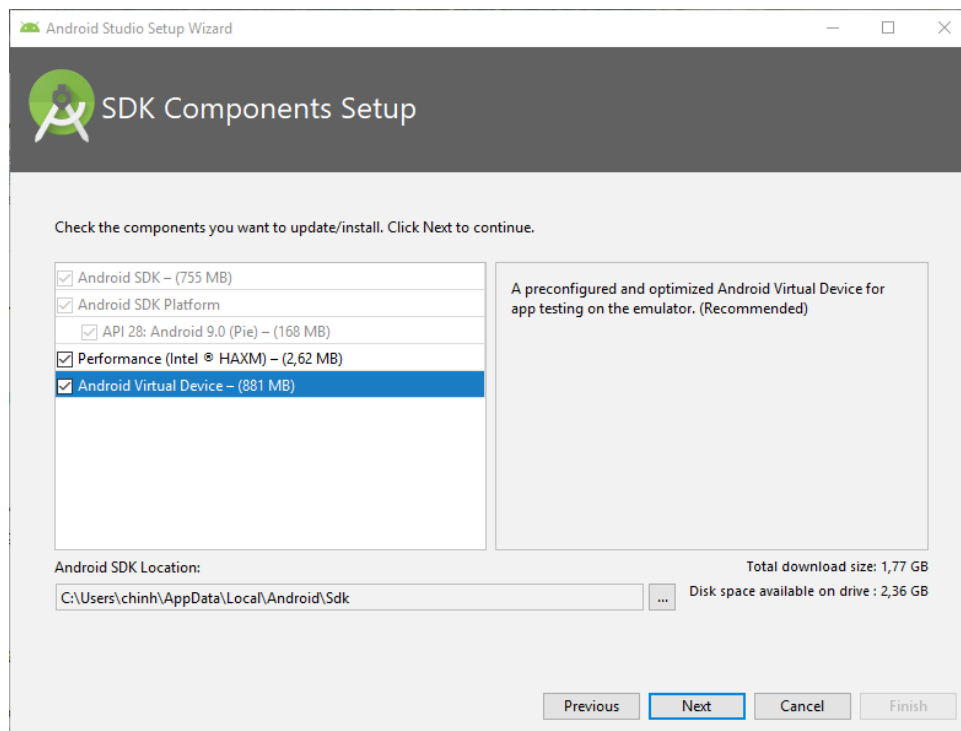 Android Studio Setup Wizard
SDK Components Setup
Check the components you want to update/install. Click Next to continue.
Android SDK – (755 MB)
Android SDK Platform
API 28: Android 9.0 (Pie) – (168 MB)
Performance (Intel ® HAXM) – (2,62 MB)
Android Virtual Device – (881 MB)
A preconfigured and optimized Android Virtual Device for
app testing on the emulator. (Recommended)
Android SDK Location:
C:\Users\chinh\AppData\Local\Android\Sdk
...
Total download size: 1,77 GB
Disk space available on drive : 2,36 GB
Previous
Next
Cancel
Finish